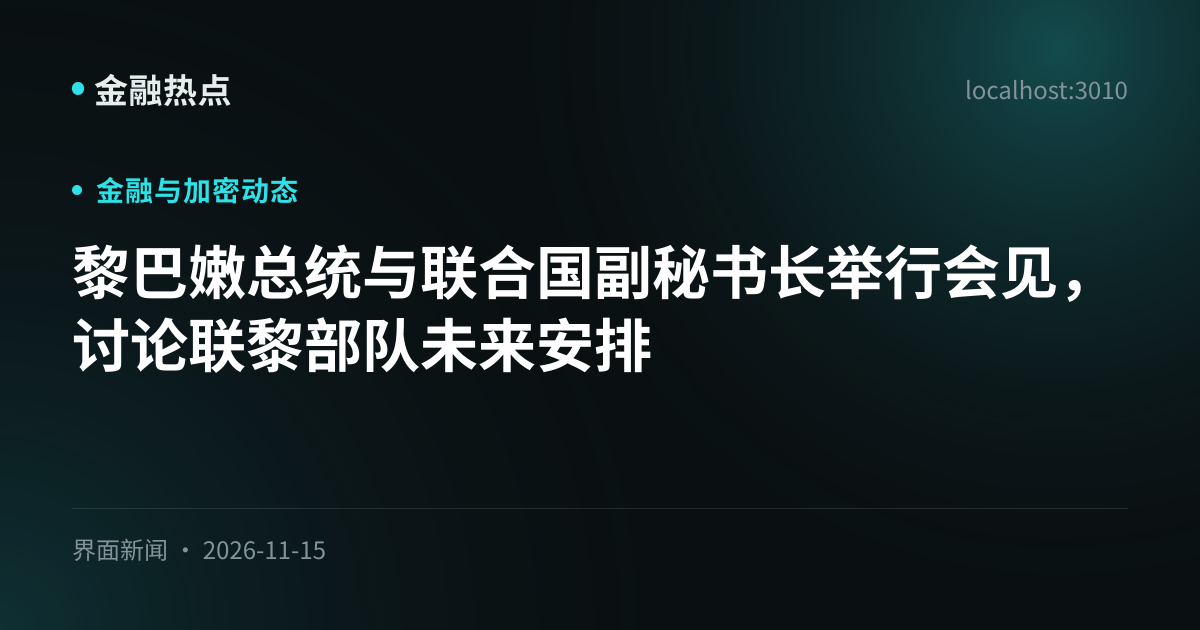 金融热点
localhost:3010
金融与加密动态
黎巴嫩总统与联合国副秘书长举行会见，
讨论联黎部队未来安排
界面新闻 • 2026-11-15